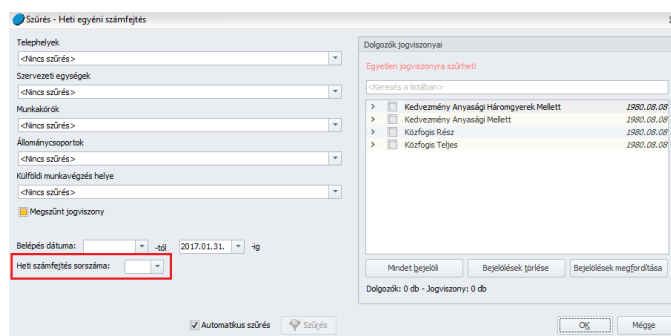 Szűrés - Heti egyéni számfejtés
Telephelyek
<Nincs szűrés>
Szervezeti egységek
<Nincs szűrés>
Munkakörök
<Nincs szűrés>
Állománycsoportok
<Nincs szűrés>
Külföldi munkavégzés helye
<Nincs szűrés>
Megszűnt jogviszony
Belépés dátuma: -tól 2017.01.31. -ig
Heti számfejtés sorszáma:
Dolgozók jogviszonyai
Egyetlen jogviszonyra szűrhet!
<Keresés a listában>
Kedvezmény Anyasági Háromgyerek Mellett 1980.08.08
Kedvezmény Anyasági Mellett 1980.08.08
Közfogis Rész 1980.08.08
Közfogis Teljes 1980.08.08
Mindet bejelöli Bejelölések törlése Bejelölések megfordítása
Dolgozók: 0 db - Jogviszony: 0 db
Automatikus szűrés Szűrés OK Mégse